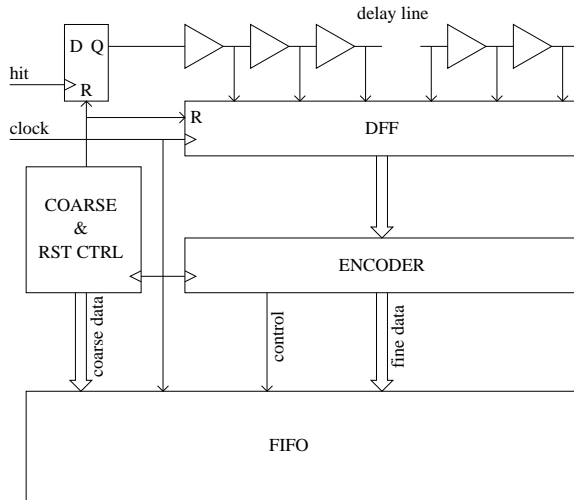 delay line
D Q
hit
R
clock
R
DFF
COARSE
&
RST CTRL
ENCODER
coarse data
control
fine data
FIFO